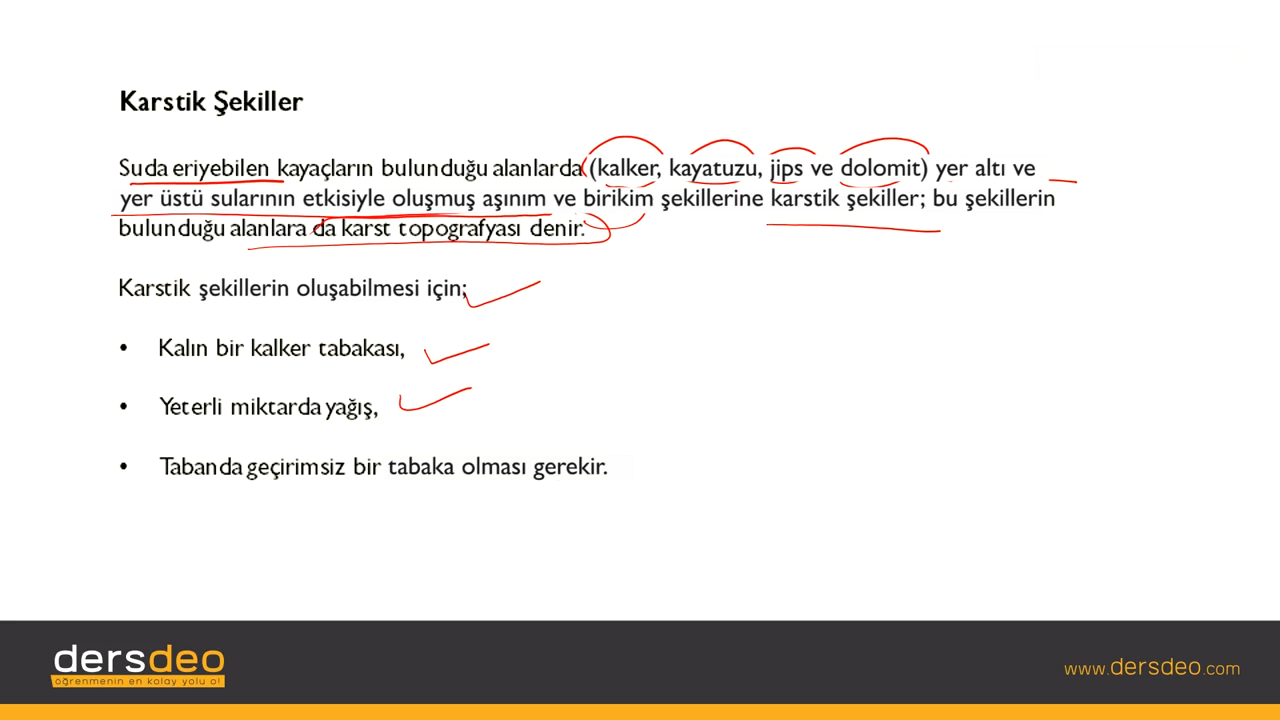 Karstik Şekiller
Suda eriyebilen kayaçların bulunduğu alanlarda (kalker, kayatuzu, jips ve dolomit) yer altı ve
yer üstü sularının etkisiyle oluşmuş aşınım ve birikim şekillerine karstik şekiller; bu şekillerin
bulunduğu alanlara da karst topografyası denir.
Karstik şekillerin oluşabilmesi için;
• Kalın bir kalker tabakası,
• Yeterli miktarda yağış,
• Tabanda geçirimsiz bir tabaka olması gerekir.
dersdeo
öğrenmenin en kolay yolu o!
www.dersdeo.com